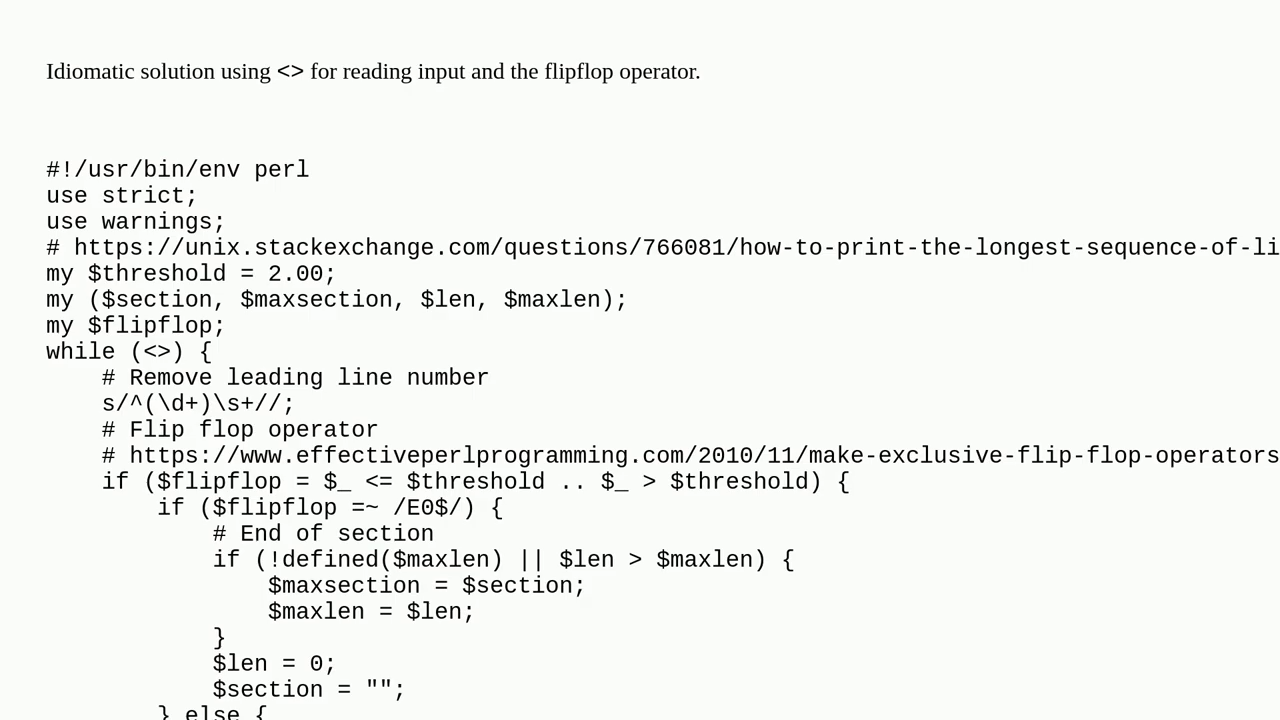 Idiomatic solution using <> for reading input and the flipflop operator.
#!/usr/bin/env perl
use strict;
use warnings;
# https://unix.stackexchange.com/questions/766081/how-to-print-the-longest-sequence-of-li
my $threshold = 2.00;
my ($section, $maxsection, $len, $maxlen);
my $flipflop;
while (<>) {
    # Remove leading line number
    s/^(\d+)\s+//;
    # Flip flop operator
    # https://www.effectiveperlprogramming.com/2010/11/make-exclusive-flip-flop-operators
    if ($flipflop = $_ <= $threshold .. $_ > $threshold) {
        if ($flipflop =~ /E0$/) {
            # End of section
            if (!defined($maxlen) || $len > $maxlen) {
                $maxsection = $section;
                $maxlen = $len;
            }
            $len = 0;
            $section = "";
        } else {